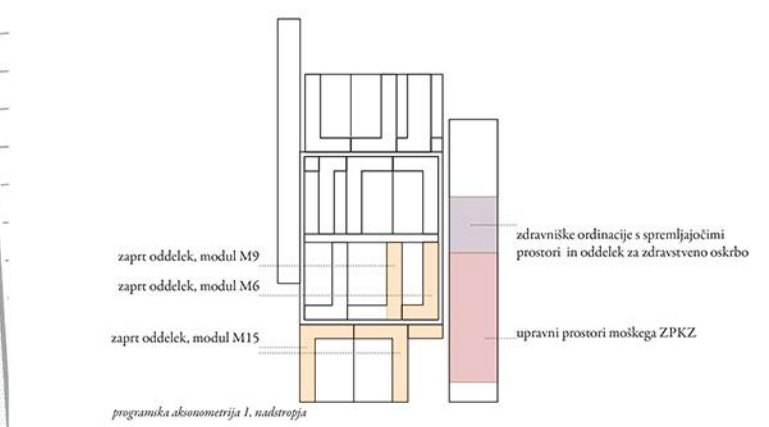 zdravniške ordinacije s spremljajočimi
prostori in oddelek za zdravstveno oskrbo
zaprt oddelek, modul M9
zaprt oddelek, modul M6
zaprt oddelek, modul M15
upravni prostori moškega ZPKZ
programska aksonometrija 1. nadstropja